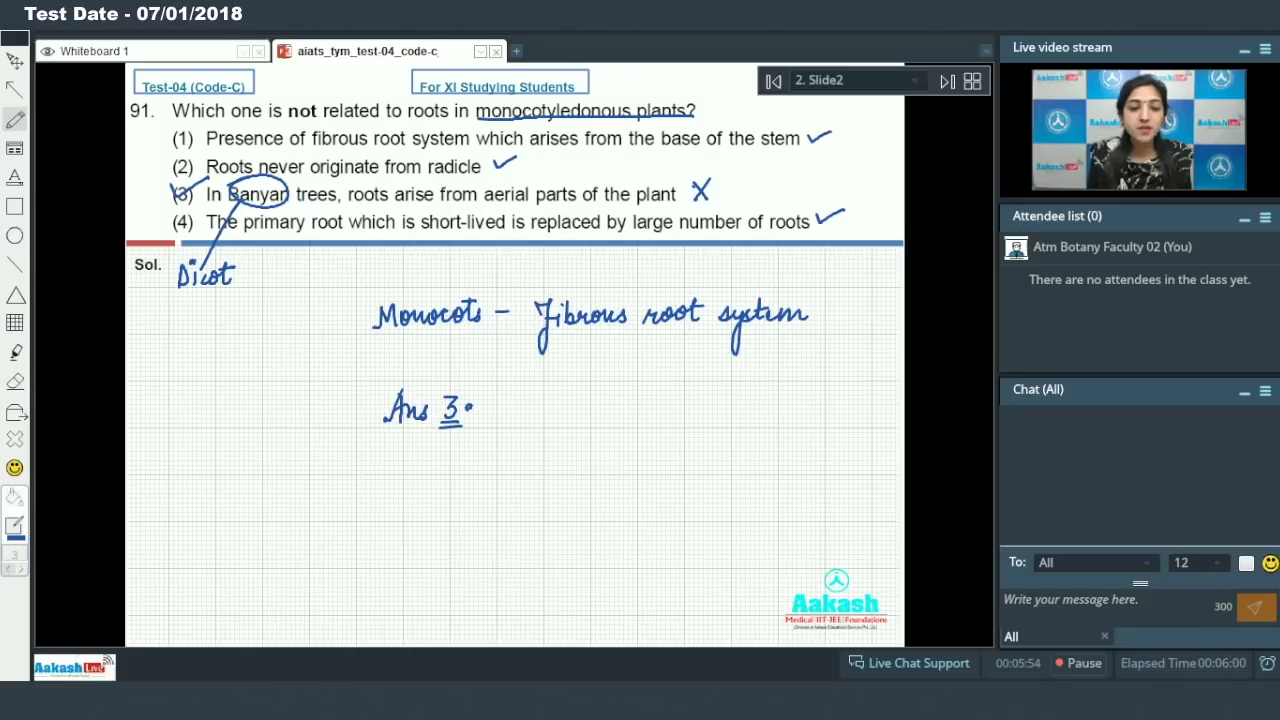 Test Date - 07/01/2018
Whiteboard 1
aiats_tym_test-04_code-c
Test-04 (Code-C)
For XI Studying Students
2. Slide2
91. Which one is not related to roots in monocotyledonous plants?
(1) Presence of fibrous root system which arises from the base of the stem
(2) Roots never originate from radicle
(3) In Banyan trees, roots arise from aerial parts of the plant
(4) The primary root which is short-lived is replaced by large number of roots
Sol.
Dicot
Monocots - Fibrous root system
Ans 3.
Aakash
Medical|IIT-JEE|Foundations
Live video stream
Attendee list (0)
Atm Botany Faculty 02 (You)
There are no attendees in the class yet.
Chat (All)
To: All 12
Write your message here. 300
All
3
Aakash Live
Live Chat Support 00:05:54 Pause Elapsed Time 00:06:00